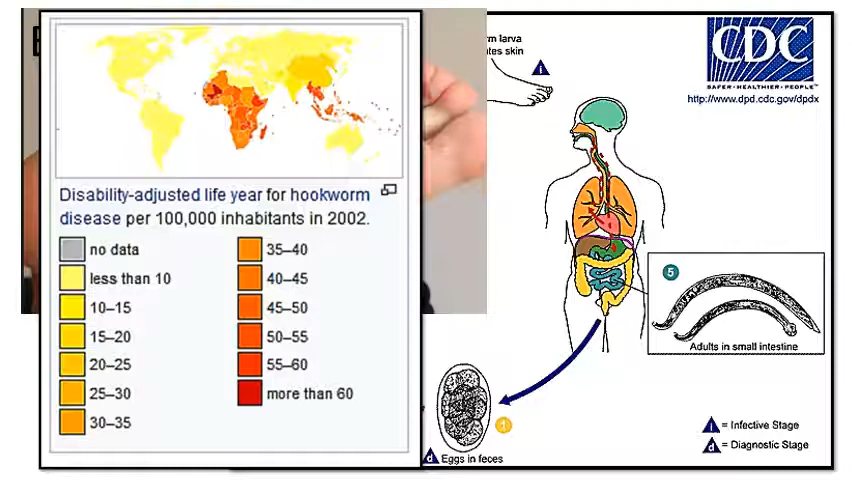 Disability-adjusted life year for hookworm
disease per 100,000 inhabitants in 2002.
no data
less than 10
10–15
15–20
20–25
25–30
30–35
35–40
40–45
45–50
50–55
55–60
more than 60
larva
skin
i
CDC
SAFER•HEALTHIER•PEOPLE™
http://www.dpd.cdc.gov/dpdx
5
Adults in small intestine
1
d Eggs in feces
i = Infective Stage
d = Diagnostic Stage